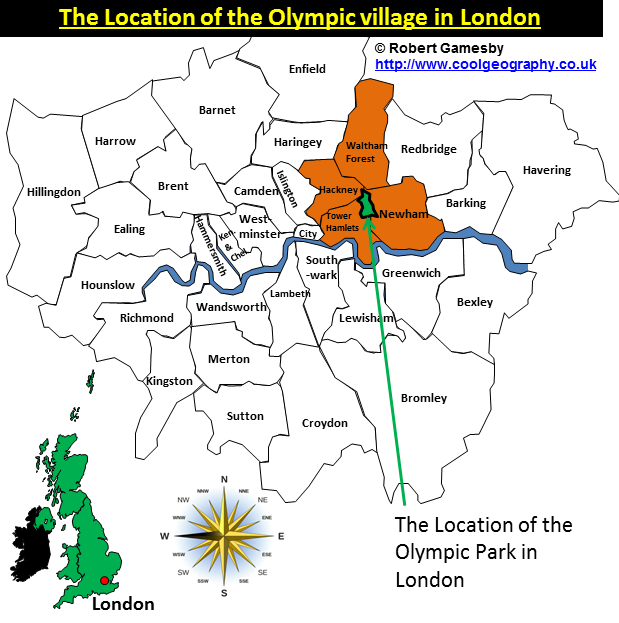 The Location of the Olympic village in London
© Robert Gamesby
http://www.coolgeography.co.uk
Enfield
Barnet
Harrow
Haringey
Waltham
Forest
Redbridge
Havering
Hillingdon
Brent
Camden
Islington
Hackney
Barking
Ealing
Hammersmith
Ken-
& Chel.
West-
minster
City
Tower
Hamlets
Newham
Hounslow
South
-wark
Greenwich
Richmond
Wandsworth
Lambeth
Lewisham
Bexley
Merton
Kingston
Sutton
Croydon
Bromley
N
NNW
NNE
NW
NE
WNW
ENE
W
E
WSW
ESE
SW
SE
SSW
SSE
S
The Location of the
Olympic Park in
London
London